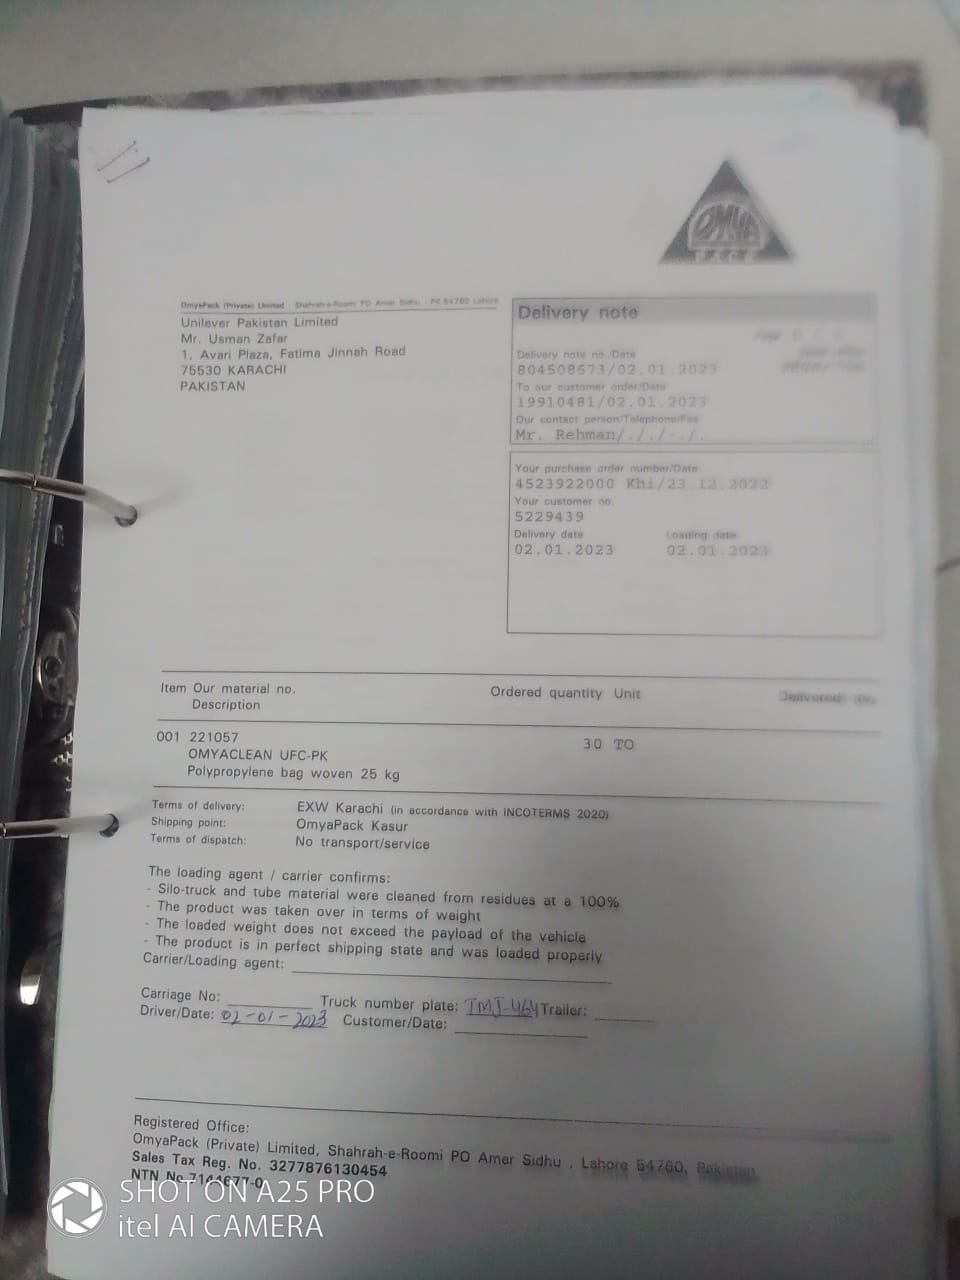 OMYA
OmyaPack (Private) Limited - Shahrah-e-Roomi PO Amer Sidhu - PK-54760 Lahore
Unilever Pakistan Limited
Mr. Usman Zafar
1, Avari Plaza, Fatima Jinnah Road
75530 KARACHI
PAKISTAN
Delivery note
Page
Delivery note no./Date
804508673/02.01.2023
To our customer order/Date
19910481/02.01.2023
Our contact person/Telephone/Fax
Mr. Rehman/././-./.
Your purchase order number/Date
4523922000 Khi/23.12.2022
Your customer no.
5229439
Delivery date Loading date
02.01.2023 02.01.2023
Item Our material no. Ordered quantity Unit Delivered
Description
001 221057 30 TO
OMYACLEAN UFC-PK
Polypropylene bag woven 25 kg
Terms of delivery: EXW Karachi (in accordance with INCOTERMS 2020)
Shipping point: OmyaPack Kasur
Terms of dispatch: No transport/service
The loading agent / carrier confirms:
- Silo-truck and tube material were cleaned from residues at a 100%
- The product was taken over in terms of weight
- The loaded weight does not exceed the payload of the vehicle
- The product is in perfect shipping state and was loaded properly
Carrier/Loading agent:
Carriage No: Truck number plate: TMJ-464 Trailer:
Driver/Date: 02-01-2023 Customer/Date:
Registered Office:
OmyaPack (Private) Limited, Shahrah-e-Roomi PO Amer Sidhu , Lahore 54760, Pakistan
Sales Tax Reg. No. 3277876130454
NTN No 7144677-0
SHOT ON A25 PRO
itel AI CAMERA